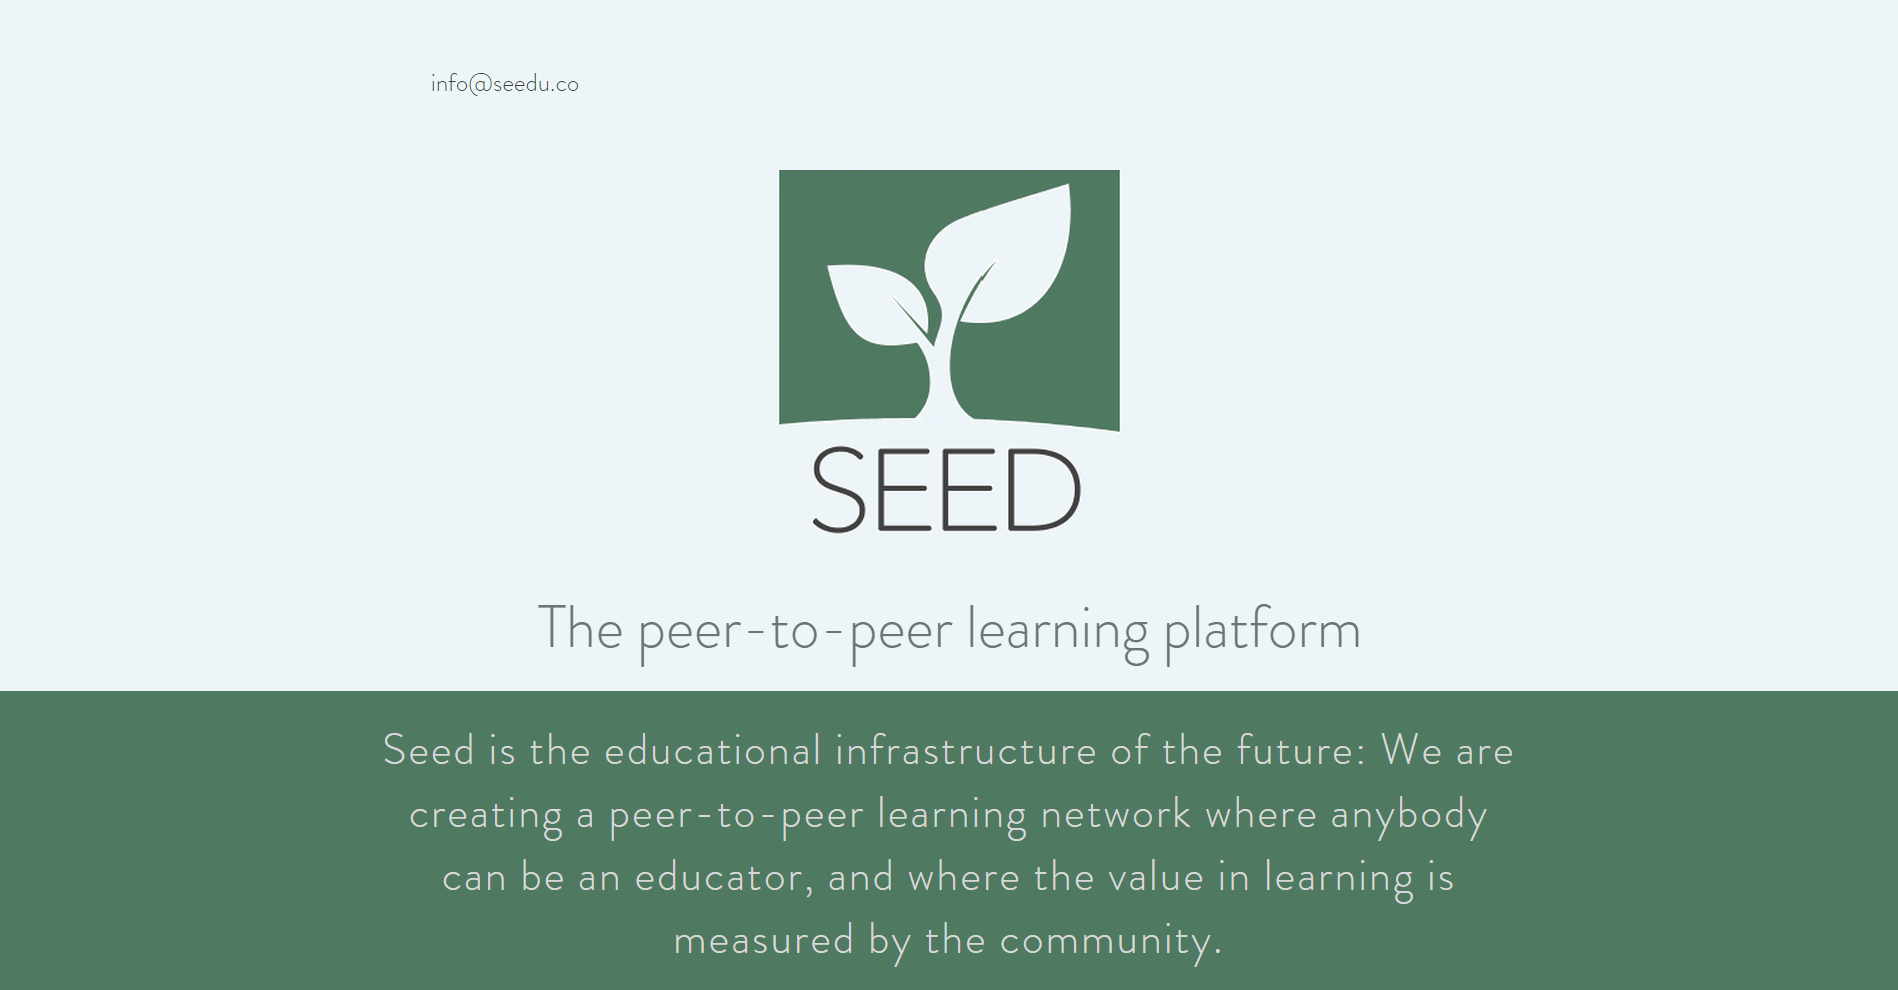 info@seedu.co
SEED
The peer-to-peer learning platform
Seed is the educational infrastructure of the future: We are
creating a peer-to-peer learning network where anybody
can be an educator, and where the value in learning is
measured by the community.